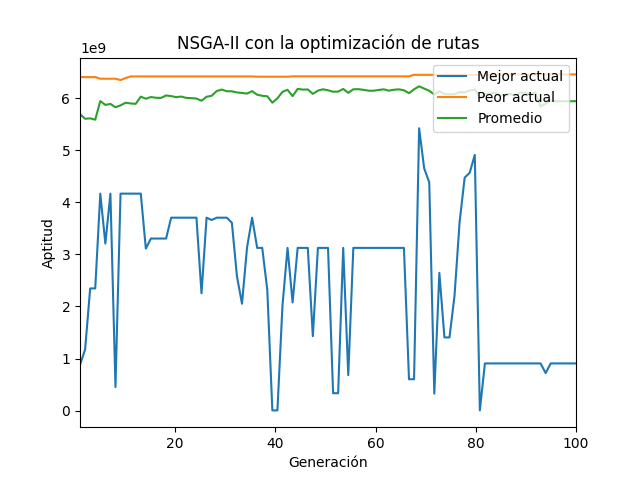 NSGA-II con la optimización de rutas
1e9
Mejor actual
Peor actual
Promedio
6
5
4
3
2
1
0
Aptitud
20 40 60 80 100
Generación